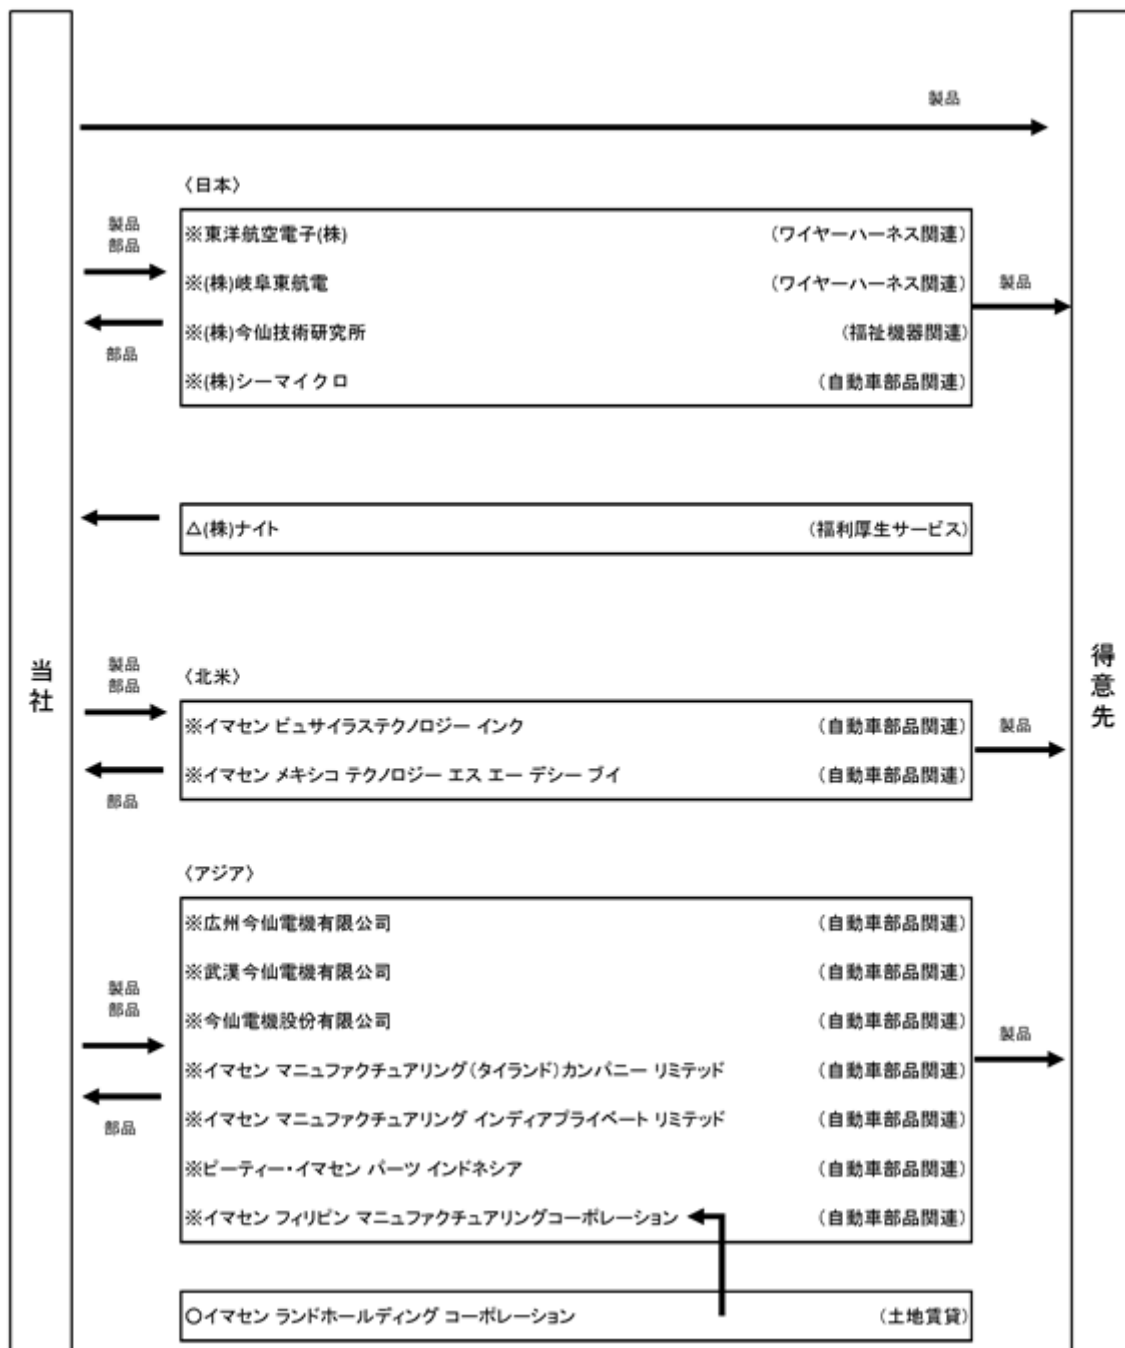 製品
〈日本〉
製品
部品
※東洋航空電子(株) (ワイヤーハーネス関連)
※(株)岐阜東航電 (ワイヤーハーネス関連)
製品
※(株)今仙技術研究所 (福祉機器関連)
部品
※(株)シーマイクロ (自動車部品関連)
△(株)ナイト (福利厚生サービス)
当社
得意先
製品
部品
〈北米〉
※イマセン ビュサイラステクノロジー インク (自動車部品関連)
製品
※イマセン メキシコ テクノロジー エス エー デシー ブイ (自動車部品関連)
部品
〈アジア〉
※広州今仙電機有限公司 (自動車部品関連)
※武漢今仙電機有限公司 (自動車部品関連)
製品
部品
※今仙電機股份有限公司 (自動車部品関連)
製品
※イマセン マニュファクチュアリング(タイランド)カンパニー リミテッド (自動車部品関連)
※イマセン マニュファクチュアリング インディアプライベート リミテッド (自動車部品関連)
部品
※ピーティー・イマセン パーツ インドネシア (自動車部品関連)
※イマセン フィリピン マニュファクチュアリングコーポレーション (自動車部品関連)
○イマセン ランドホールディング コーポレーション (土地賃貸)